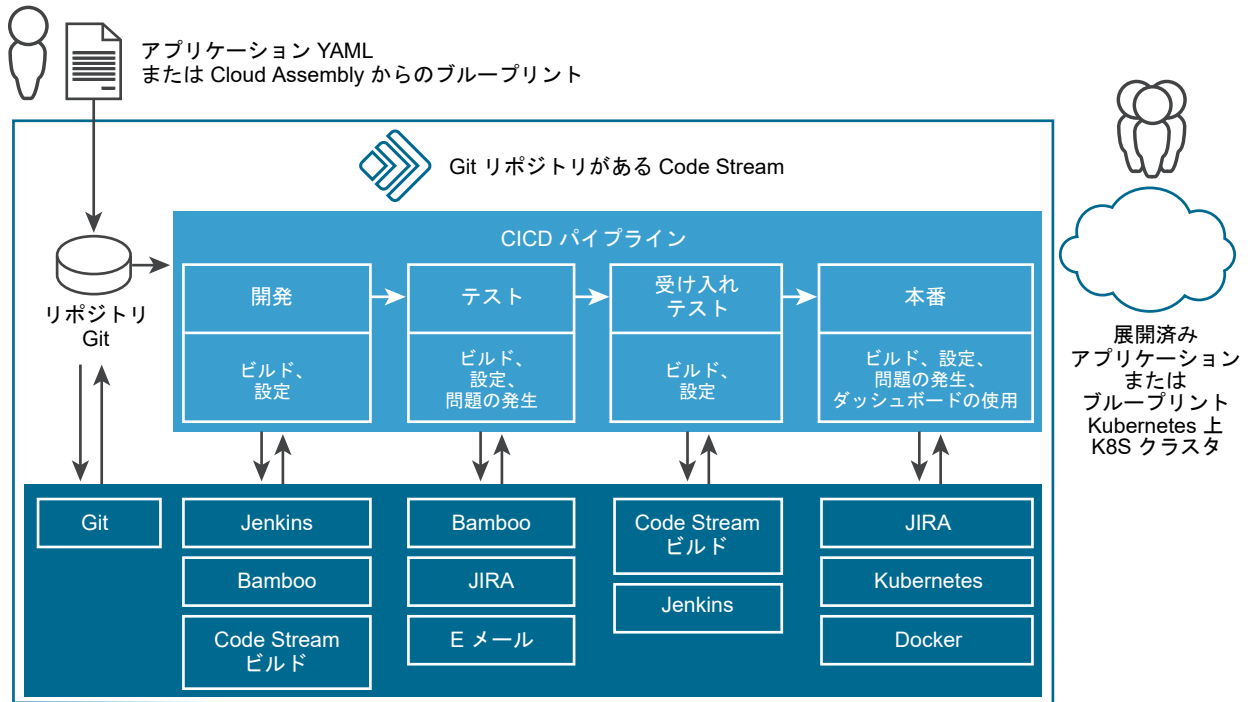 アプリケーション YAML
または Cloud Assembly からのブループリント
Git リポジトリがある Code Stream
CICD パイプライン
リポジトリ
Git
開発
テスト
受け入れ
テスト
本番
ビルド、
設定
ビルド、
設定、
問題の発生
ビルド、
設定
ビルド、設定、
問題の発生、
ダッシュボードの使用
展開済み
アプリケーション
または
ブループリント
Kubernetes 上
K8S クラスタ
Git
Jenkins
Bamboo
Code Stream
ビルド
Bamboo
JIRA
E メール
Code Stream
ビルド
Jenkins
JIRA
Kubernetes
Docker